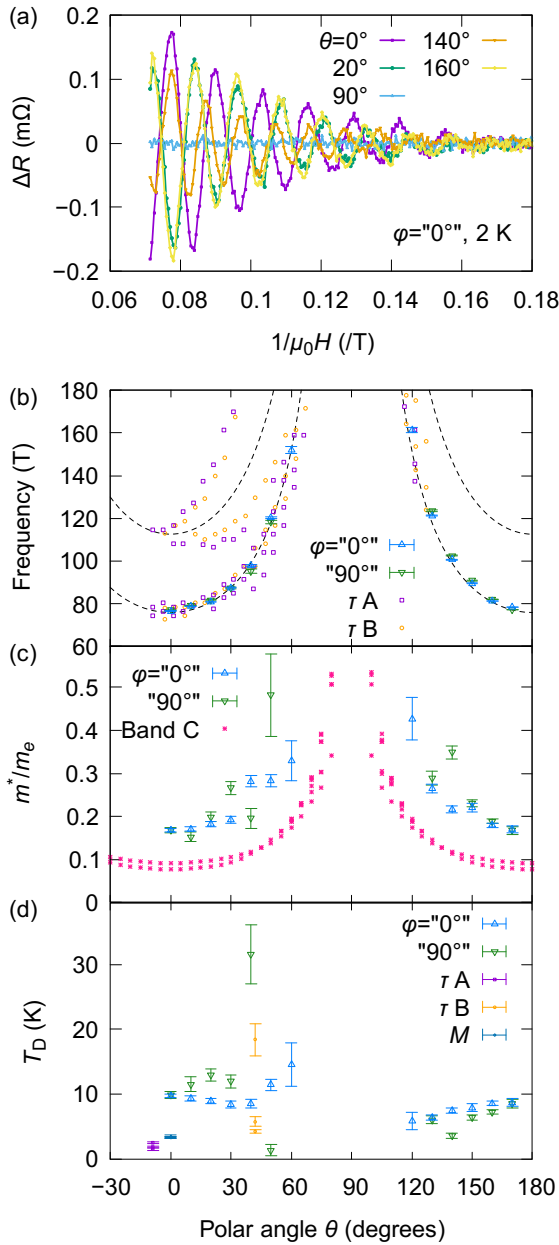 (a)
0.2
0.1
0
−0.1
−0.2
ΔR (mΩ)
θ=0°
20°
90°
140°
160°
φ="0°", 2 K
0.06 0.08 0.1 0.12 0.14 0.16 0.18
1/μ0H (/T)
(b)
180
160
140
120
100
80
60
Frequency (T)
φ="0°"
"90°"
τ A
τ B
(c)
0.5
0.4
0.3
0.2
0.1
0
m*/me
φ="0°"
"90°"
Band C
(d)
30
20
10
0
TD (K)
φ="0°"
"90°"
τ A
τ B
M
−30 0 30 60 90 120 150 180
Polar angle θ (degrees)